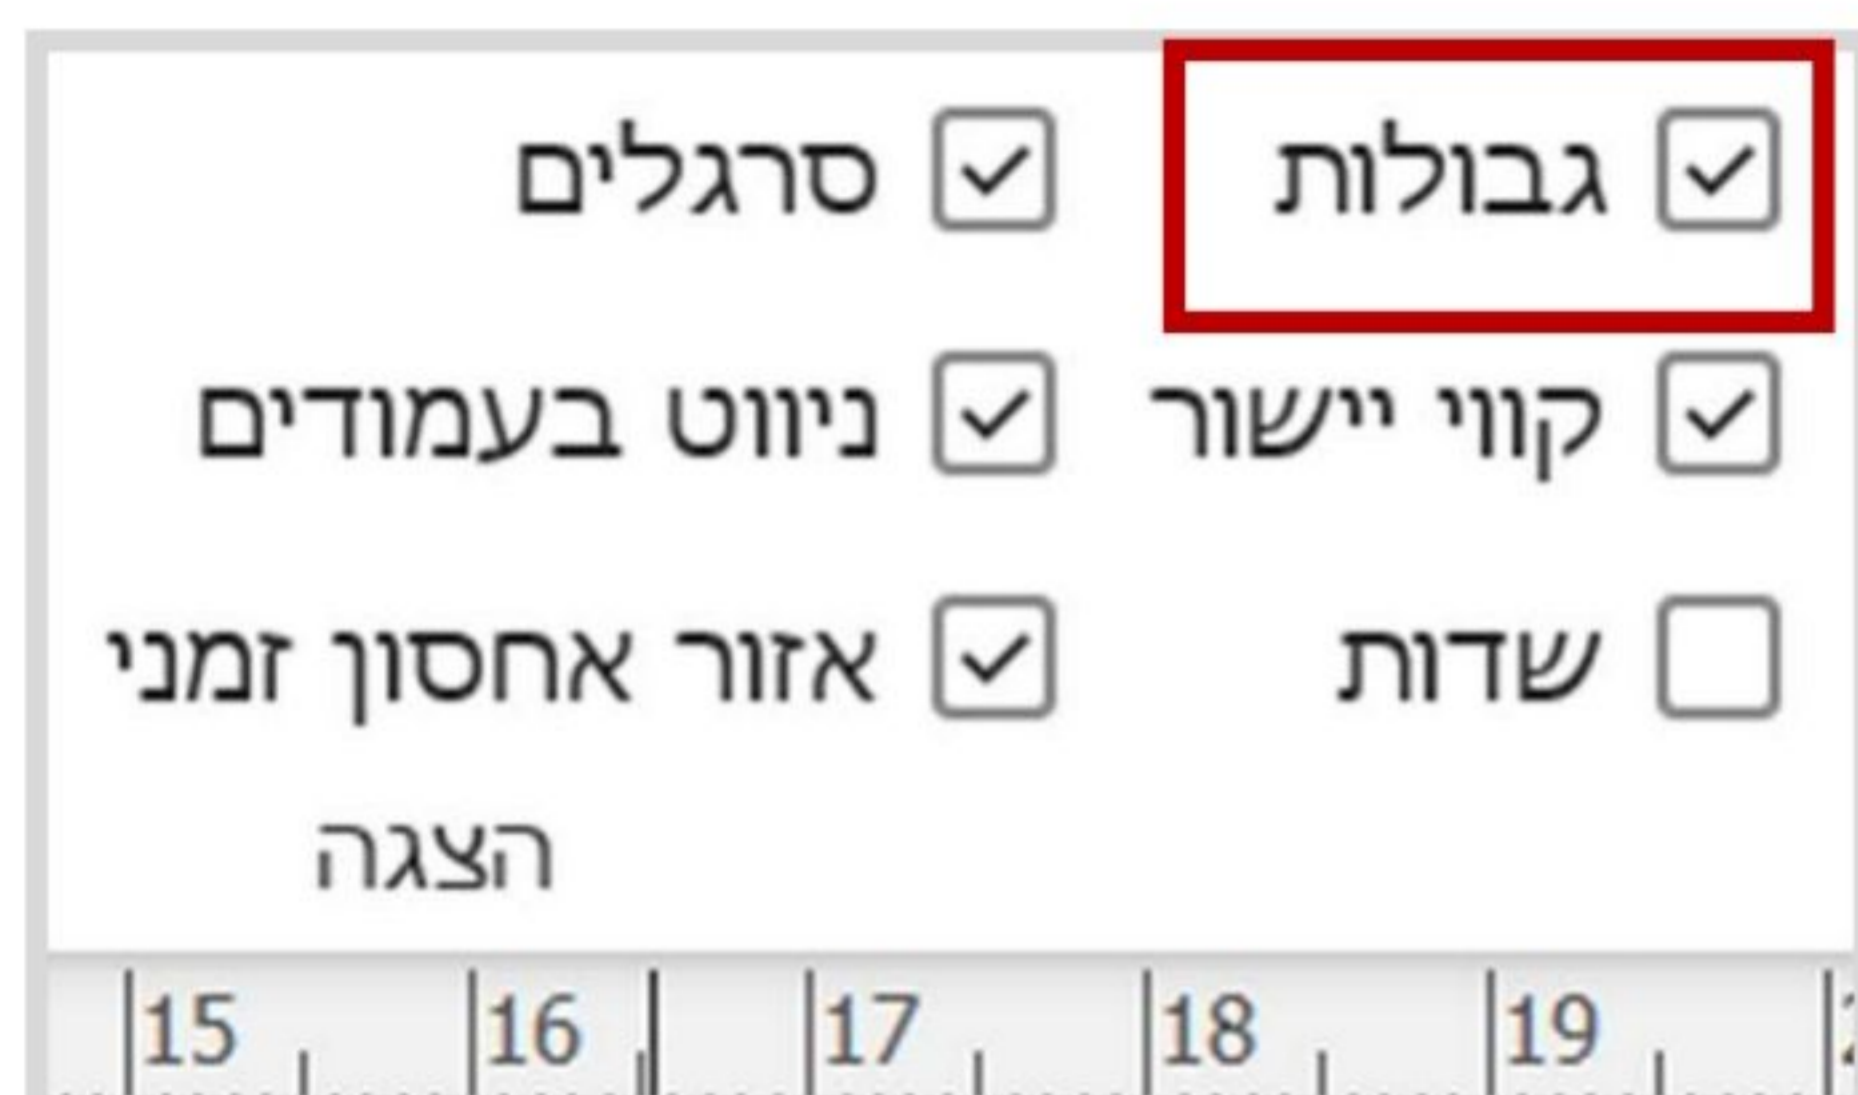 גבולות סרגלים
קווי יישור ניווט בעמודים
שדות אזור אחסון זמני
הצגה
15 16 17 18 19